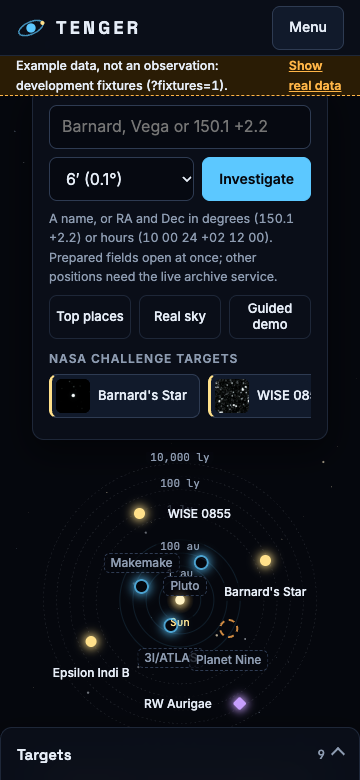 TENGER
Menu
Example data, not an observation:
development fixtures (?fixtures=1).
Show
real data
Barnard, Vega or 150.1 +2.2
6′ (0.1°)
Investigate
A name, or RA and Dec in degrees (150.1
+2.2) or hours (10 00 24 +02 12 00).
Prepared fields open at once; other
positions need the live archive service.
Top places
Real sky
Guided
demo
NASA CHALLENGE TARGETS
Barnard's Star
WISE 08
10,000 ly
100 ly
WISE 0855
100 au
Makemake
1 au
Pluto
Barnard's Star
Sun
3I/ATLAS
Planet Nine
Epsilon Indi B
RW Aurigae
Targets
9